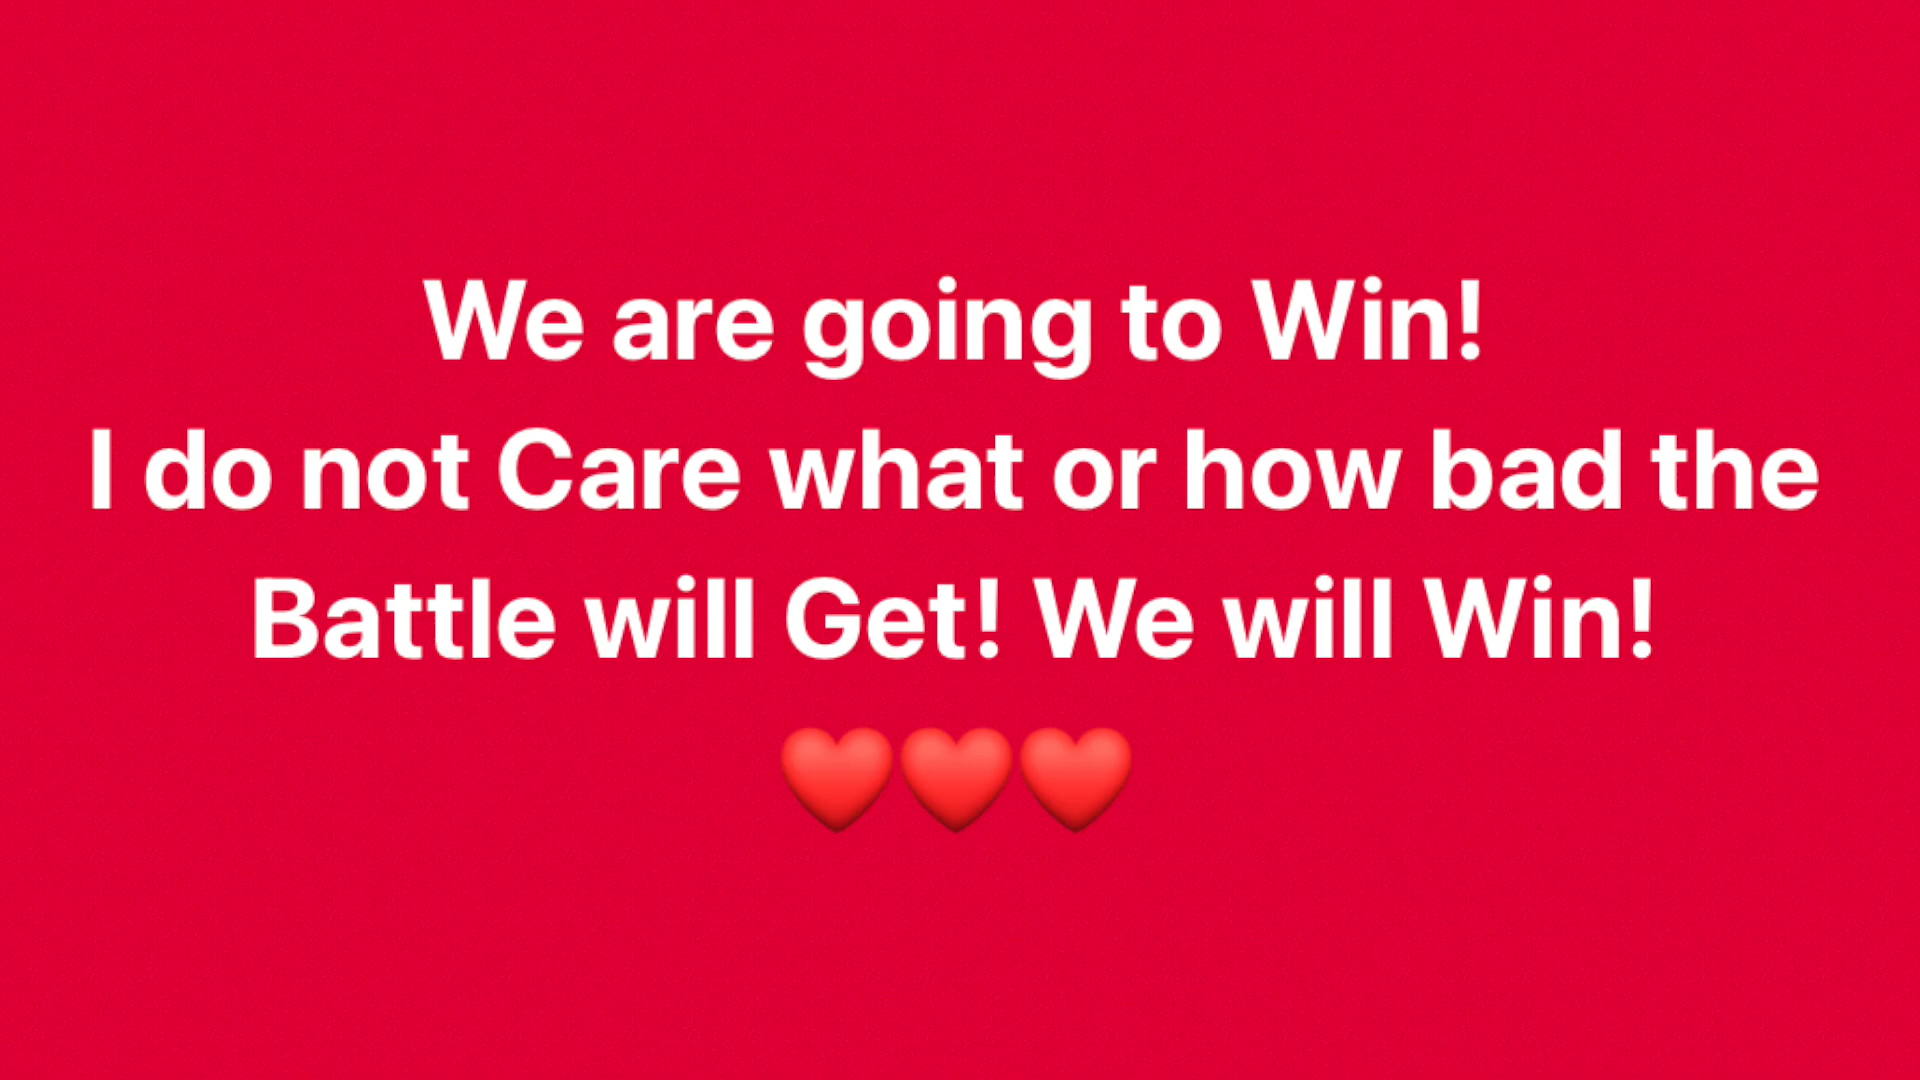 We are going to Win!
I do not Care what or how bad the
Battle will Get! We will Win!
❤️❤️❤️